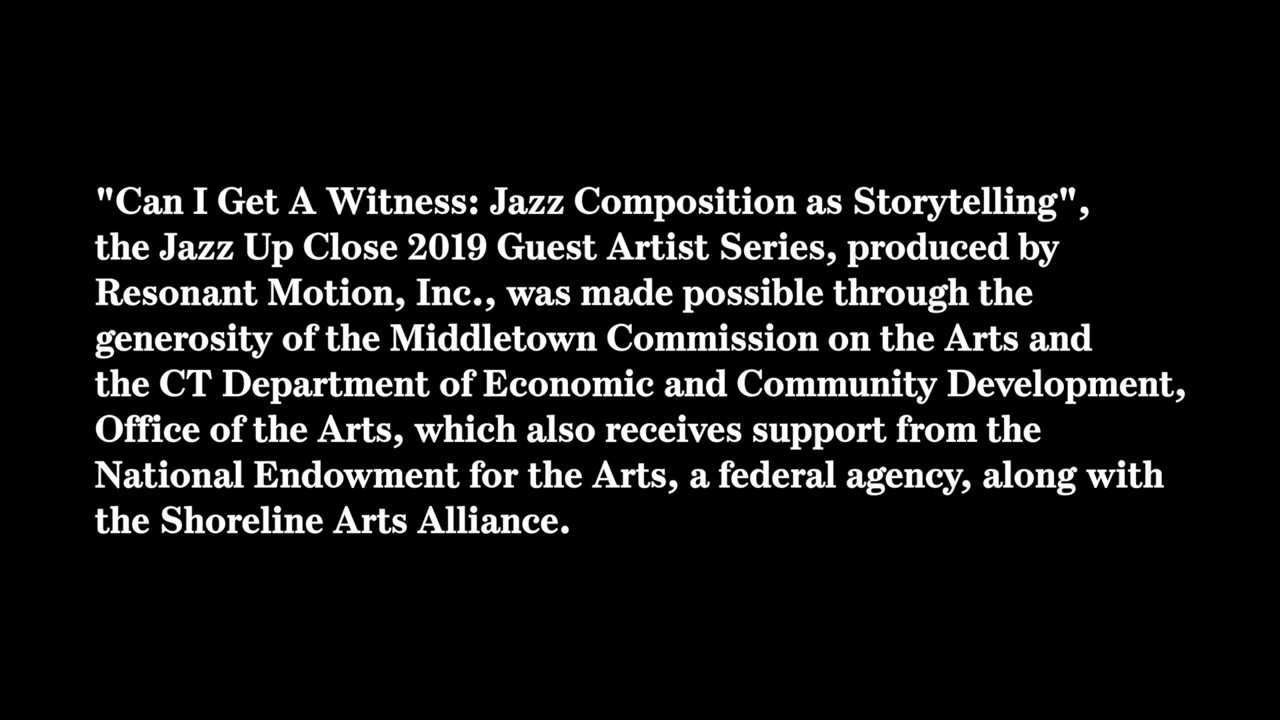 "Can I Get A Witness: Jazz Composition as Storytelling",
the Jazz Up Close 2019 Guest Artist Series, produced by
Resonant Motion, Inc., was made possible through the
generosity of the Middletown Commission on the Arts and
the CT Department of Economic and Community Development,
Office of the Arts, which also receives support from the
National Endowment for the Arts, a federal agency, along with
the Shoreline Arts Alliance.